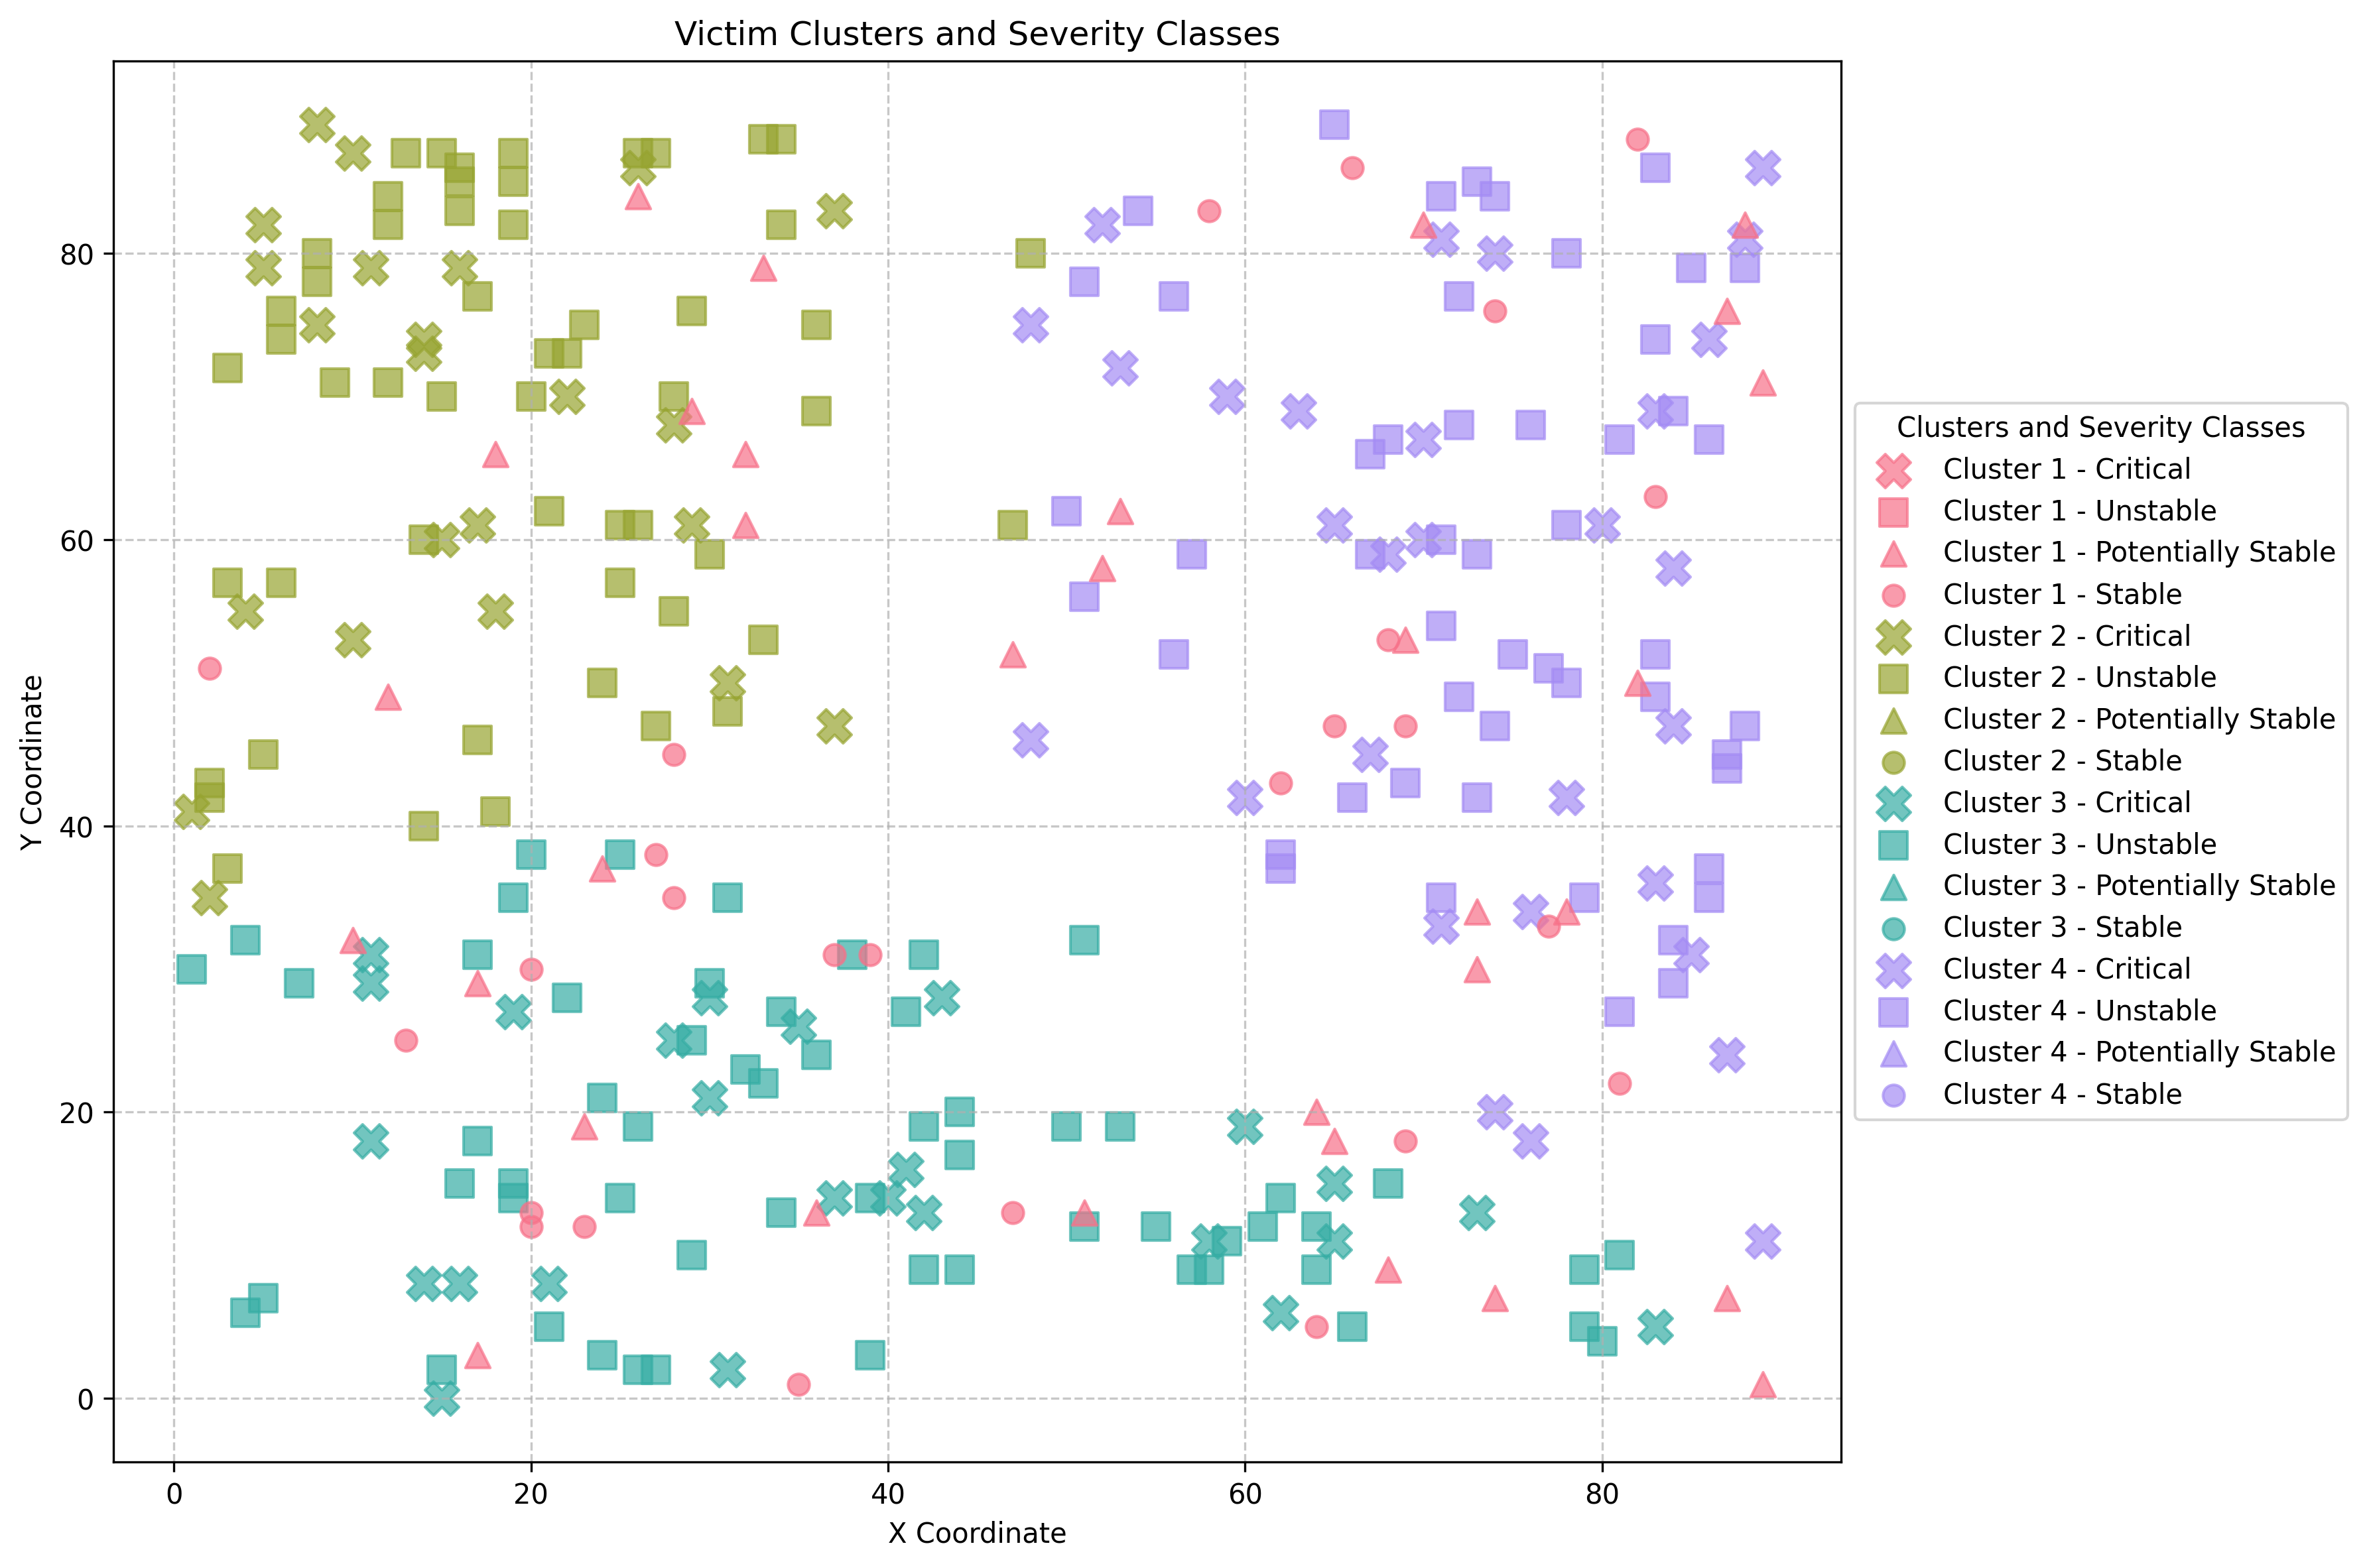 Victim Clusters and Severity Classes
80
60
40
20
0
Y Coordinate
0 20 40 60 80
X Coordinate
Clusters and Severity Classes
Cluster 1 - Critical
Cluster 1 - Unstable
Cluster 1 - Potentially Stable
Cluster 1 - Stable
Cluster 2 - Critical
Cluster 2 - Unstable
Cluster 2 - Potentially Stable
Cluster 2 - Stable
Cluster 3 - Critical
Cluster 3 - Unstable
Cluster 3 - Potentially Stable
Cluster 3 - Stable
Cluster 4 - Critical
Cluster 4 - Unstable
Cluster 4 - Potentially Stable
Cluster 4 - Stable